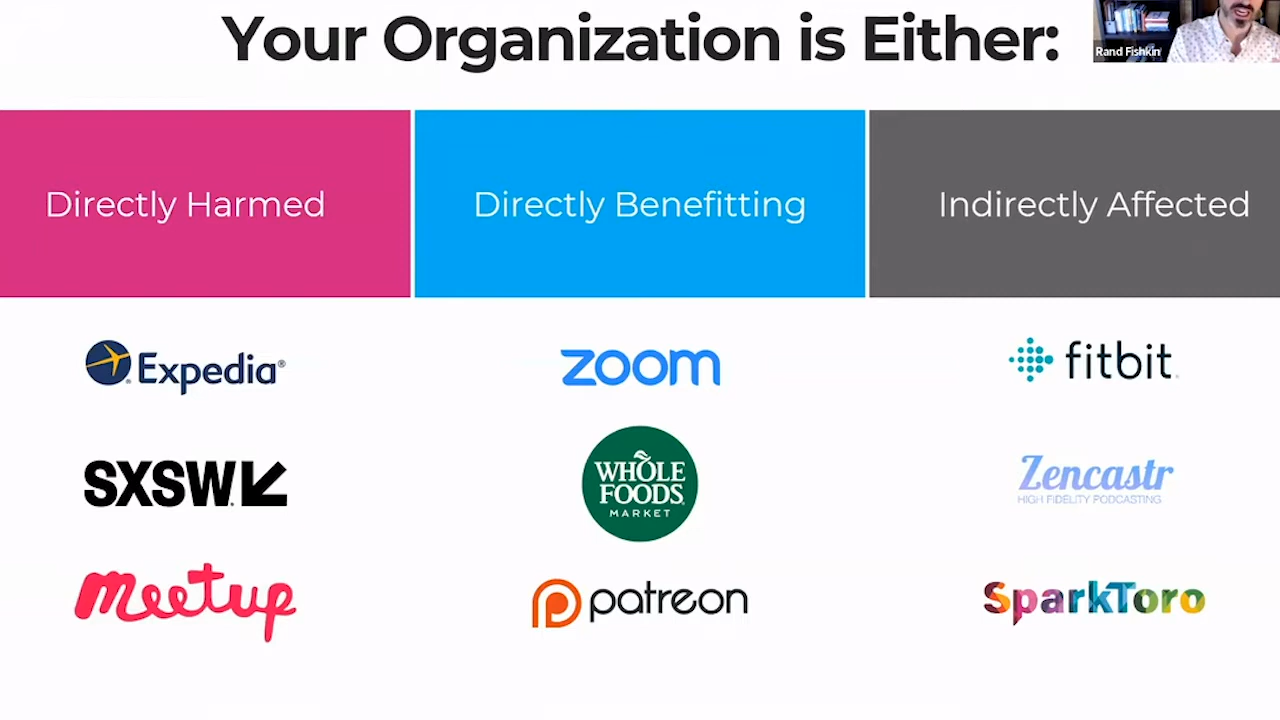 Your Organization is Either:
Rand Fishkin
Directly Harmed
Directly Benefitting
Indirectly Affected
Expedia®
zoom
fitbit
SXSW
WHOLE
FOODS
MARKET
Zencastr
HIGH FIDELITY PODCASTING
meetup
patreon
SparkToro